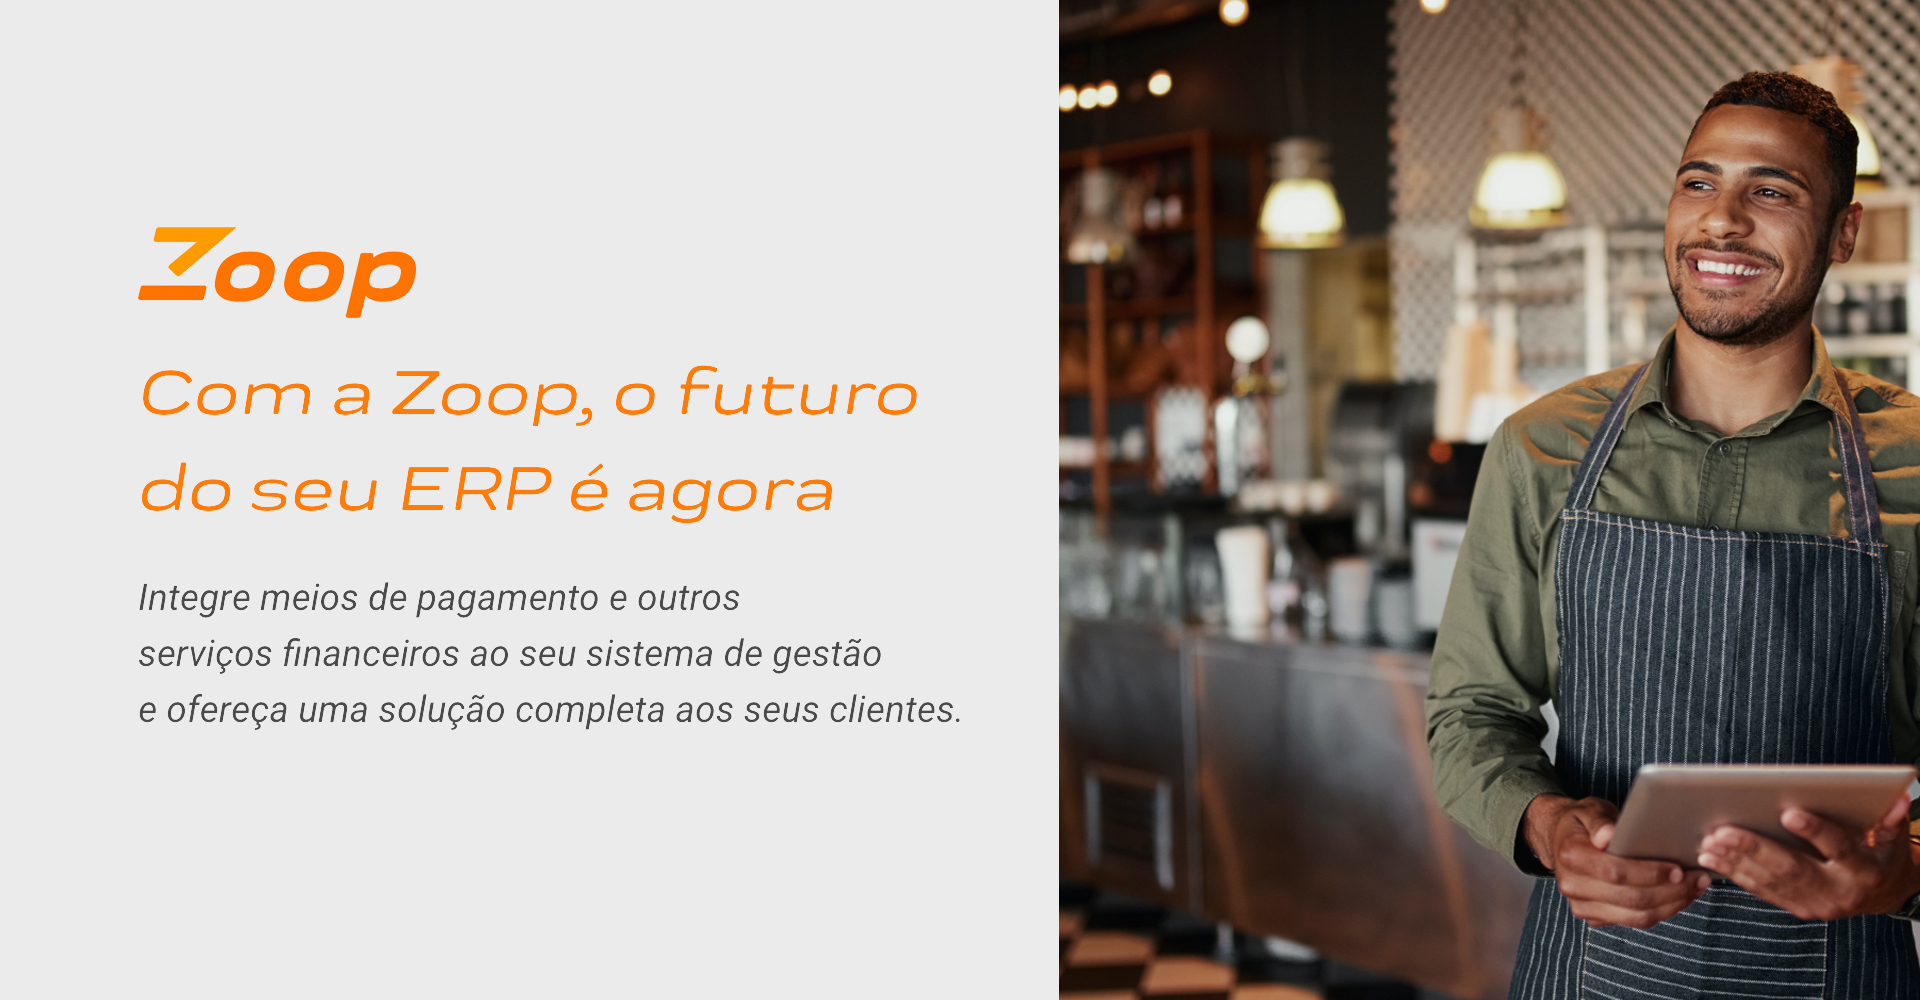 Zoop
Com a Zoop, o futuro
do seu ERP é agora
Integre meios de pagamento e outros
serviços financeiros ao seu sistema de gestão
e ofereça uma solução completa aos seus clientes.